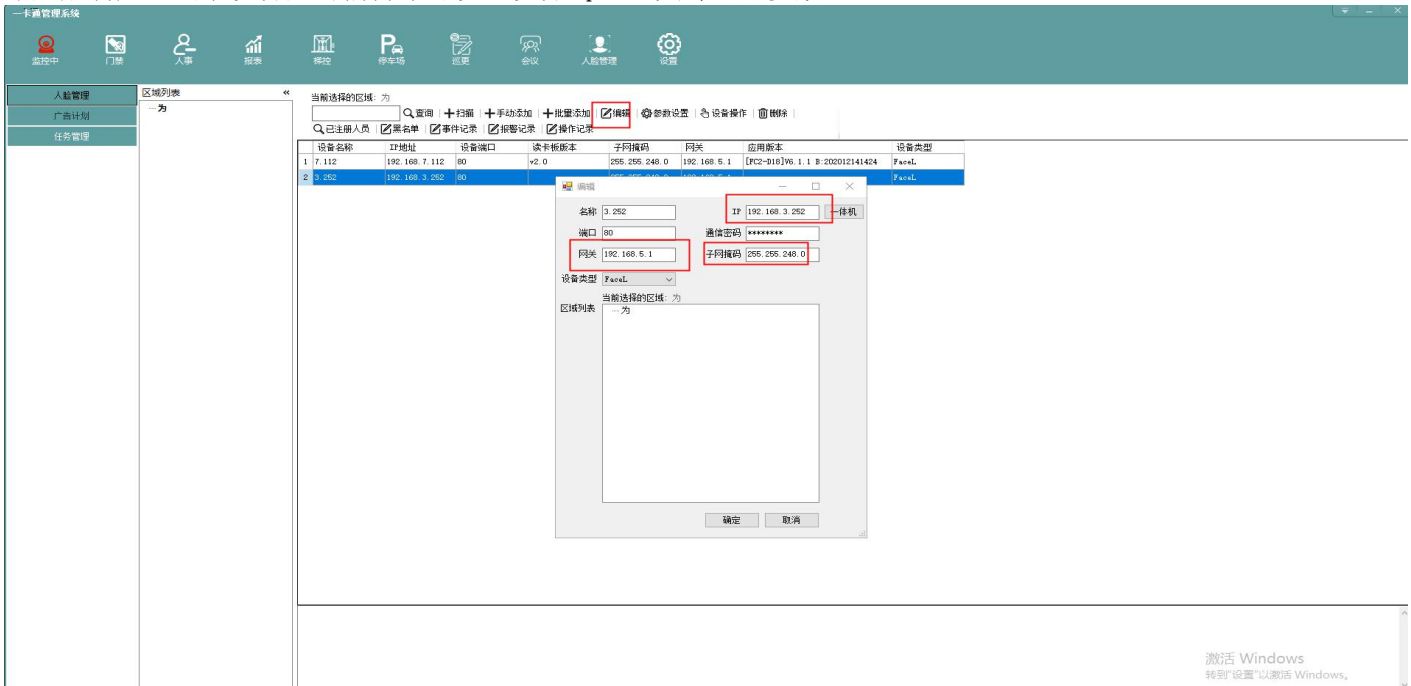 一卡通管理系统
监控中 门禁 人事 报表 梯控 停车场 巡更 会议 人脸管理 设置
人脸管理
广告计划
任务管理
区域列表 «
为
当前选择的区域: 为
查询 扫描 手动添加 批量添加 编辑 参数设置 设备操作 删除
已注册人员 黑名单 事件记录 报警记录 操作记录
设备名称 IP地址 设备端口 读卡板版本 子网掩码 网关 应用版本 设备类型
1 7.112 192.168.7.112 80 v2.0 255.255.248.0 192.168.5.1 [FC2-D18]V6.1.1 B:202012141424 FaceL
2 3.252 192.168.3.252 80 FaceL
编辑
名称 3.252 IP 192.168.3.252 一体机
端口 80 通信密码 ********
网关 192.168.5.1 子网掩码 255.255.248.0
设备类型 FaceL
当前选择的区域: 为
区域列表 为
确定 取消
激活 Windows
转到"设置"以激活 Windows。